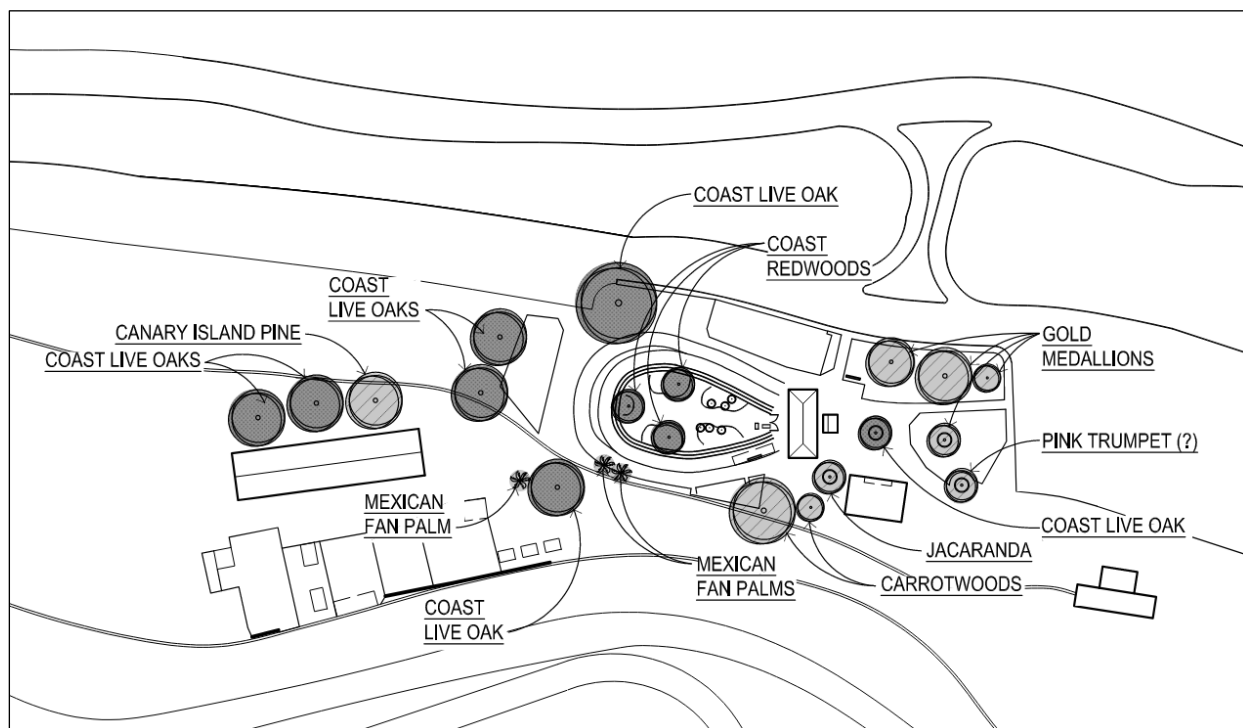 COAST LIVE OAK
COAST
REDWOODS
COAST
LIVE OAKS
CANARY ISLAND PINE
COAST LIVE OAKS
GOLD
MEDALLIONS
PINK TRUMPET (?)
MEXICAN
FAN PALM
COAST LIVE OAK
JACARANDA
MEXICAN
FAN PALMS
CARROTWOODS
COAST
LIVE OAK